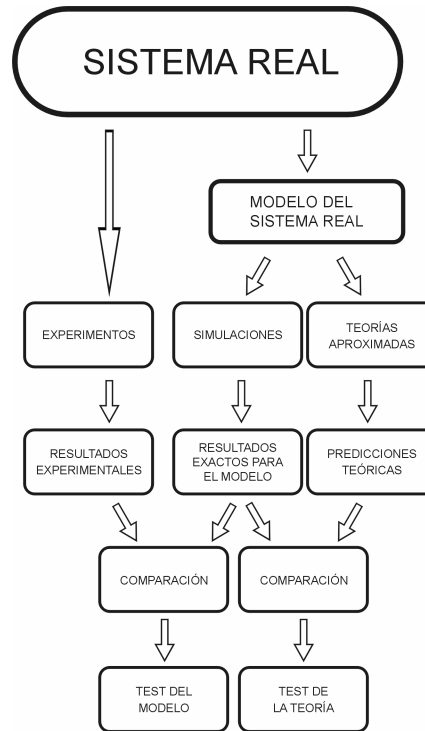 SISTEMA REAL
MODELO DEL
SISTEMA REAL
EXPERIMENTOS
SIMULACIONES
TEORÍAS
APROXIMADAS
RESULTADOS
EXPERIMENTALES
RESULTADOS
EXACTOS PARA
EL MODELO
PREDICCIONES
TEÓRICAS
COMPARACIÓN
COMPARACIÓN
TEST DEL
MODELO
TEST DE
LA TEORÍA